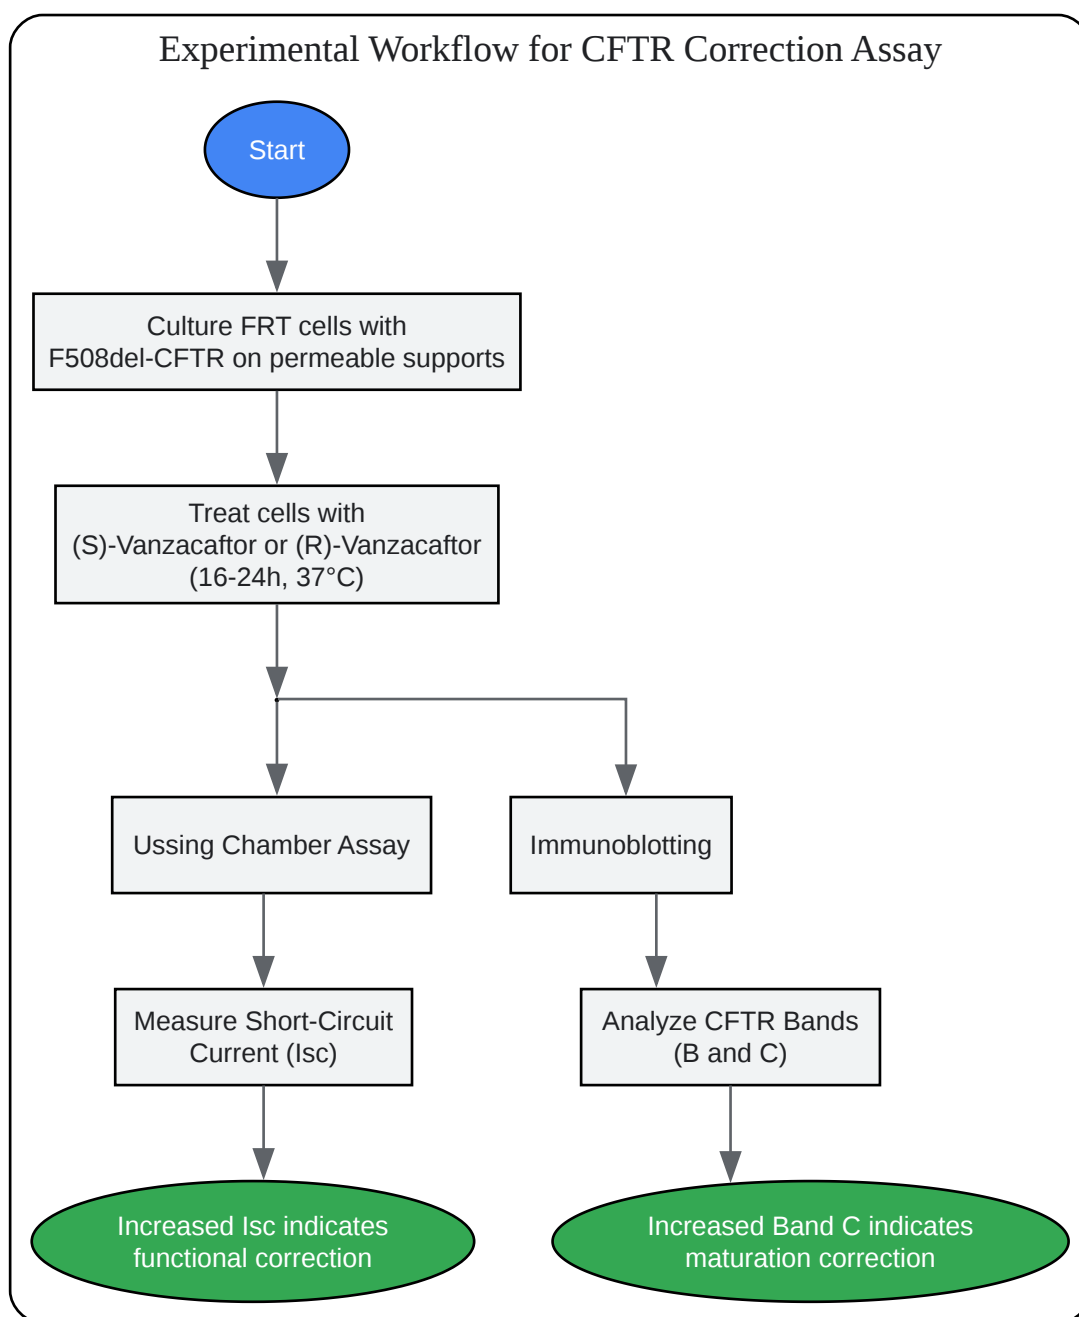 Experimental Workflow for CFTR Correction Assay
Start
Culture FRT cells with
F508del-CFTR on permeable supports
Treat cells with
(S)-Vanzacaftor or (R)-Vanzacaftor
(16-24h, 37°C)
Ussing Chamber Assay
Immunoblotting
Measure Short-Circuit
Current (Isc)
Analyze CFTR Bands
(B and C)
Increased Isc indicates
functional correction
Increased Band C indicates
maturation correction